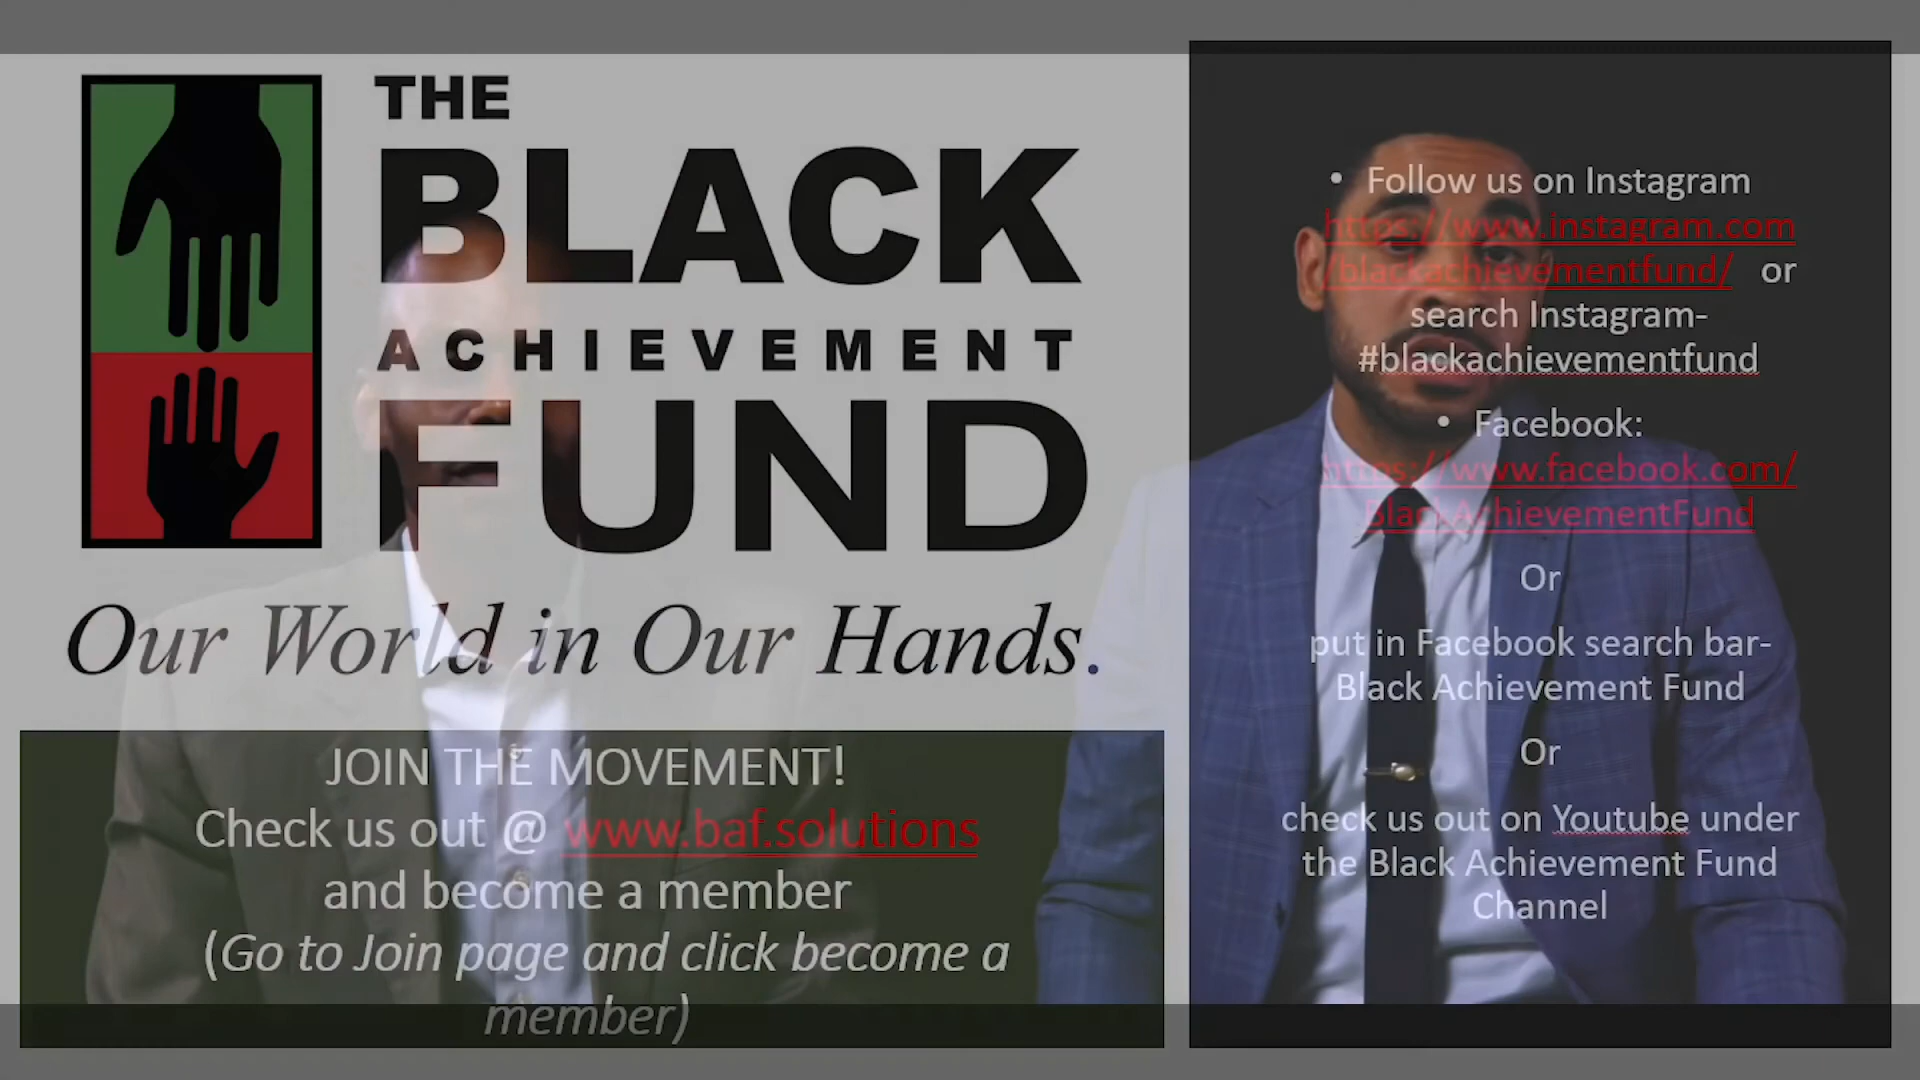 THE
BLACK
ACHIEVEMENT
FUND
Our World in Our Hands.
JOIN THE MOVEMENT!
Check us out @ www.baf.solutions
and become a member
(Go to Join page and click become a
member)
• Follow us on Instagram
https://www.instagram.com
/blackachievementfund/ or
search Instagram-
#blackachievementfund
• Facebook:
https://www.facebook.com/
BlackAchievementFund
Or
put in Facebook search bar-
Black Achievement Fund
Or
check us out on Youtube under
the Black Achievement Fund
Channel